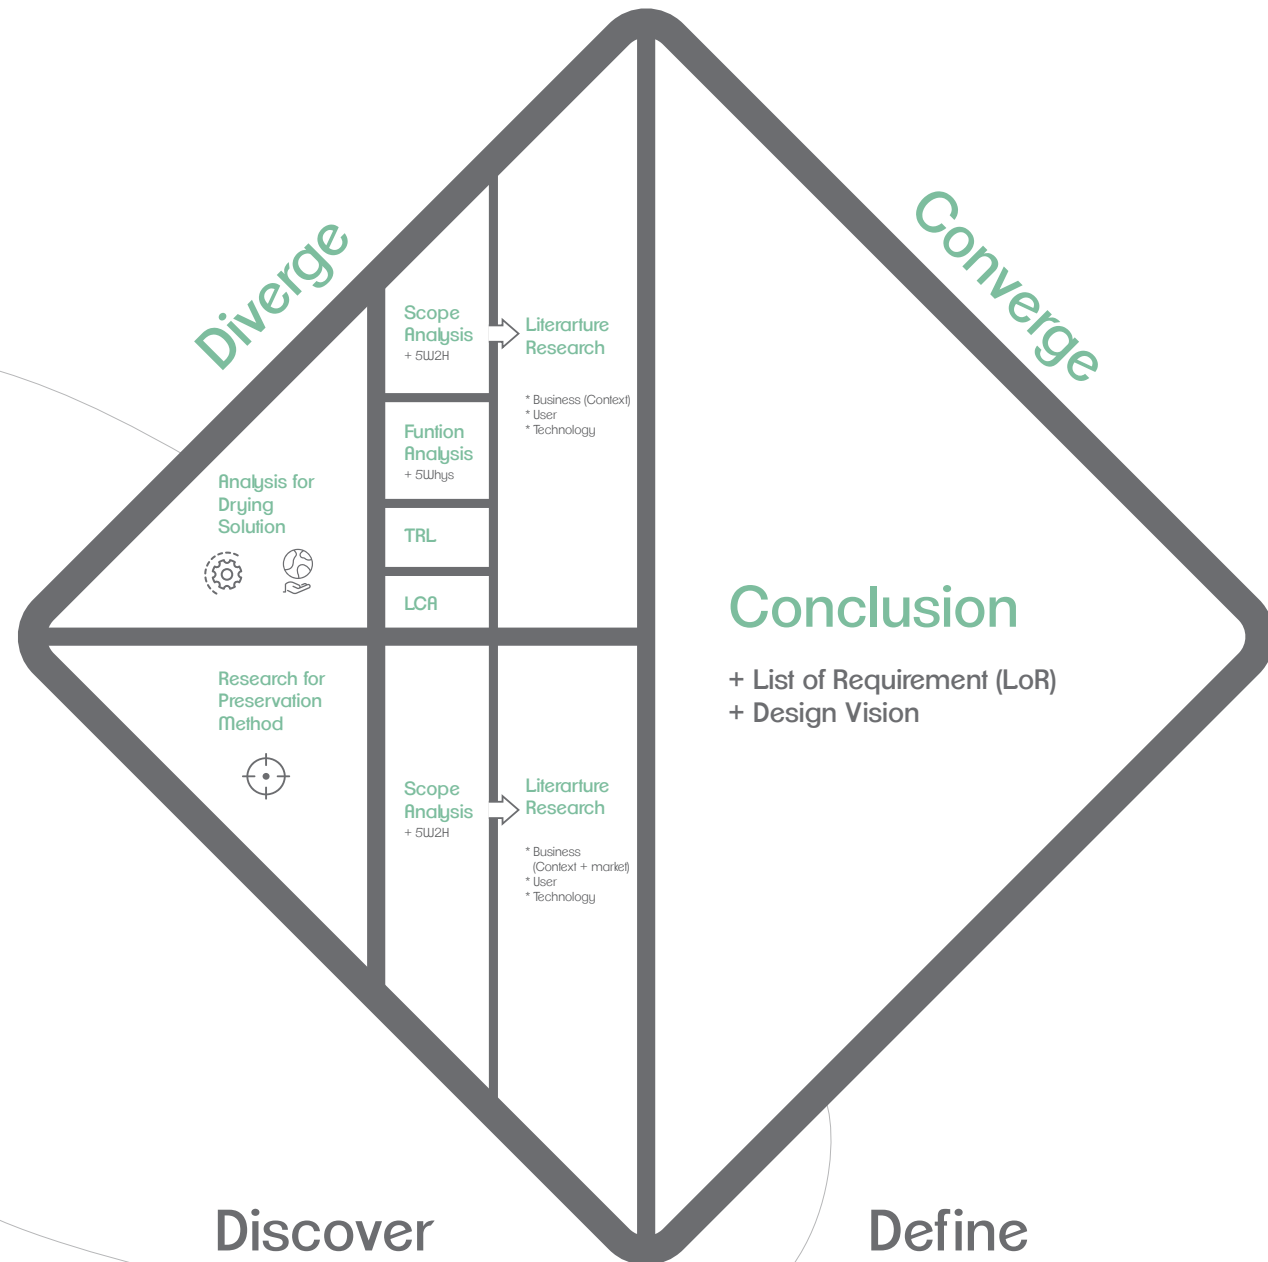 Diverge
Converge
Scope
Analysis
+ 5W2H
Literarture
Research
* Business (Context)
* User
* Technology
Funtion
Analysis
+ 5Whys
TRL
LCA
Analysis for
Drying
Solution
Research for
Preservation
Method
Scope
Analysis
+ 5W2H
Literarture
Research
* Business
(Context + market)
* User
* Technology
Conclusion
+ List of Requirement (LoR)
+ Design Vision
Discover
Define